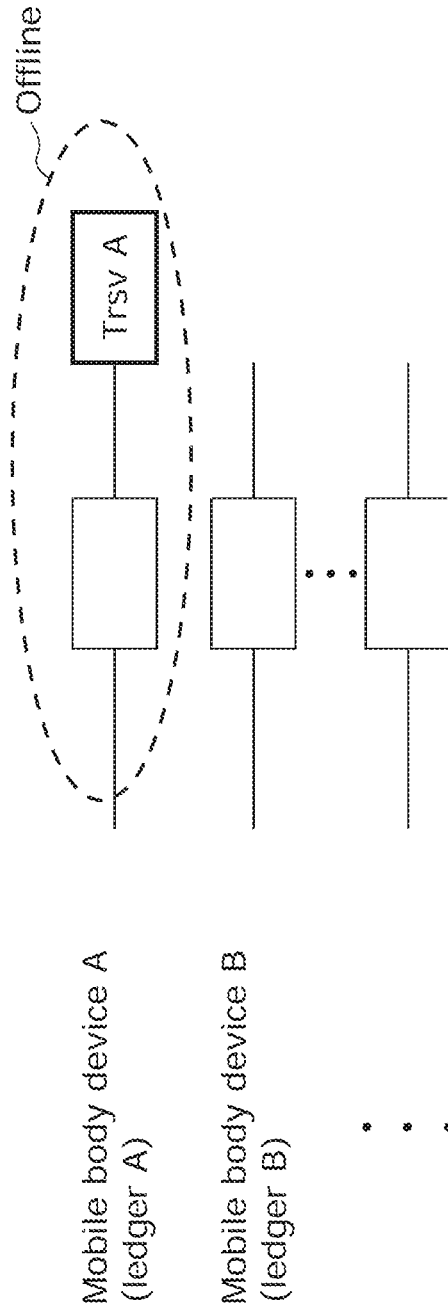 Offline
Trsv A
Mobile body device A
(ledger A)
Mobile body device B
(ledger B)